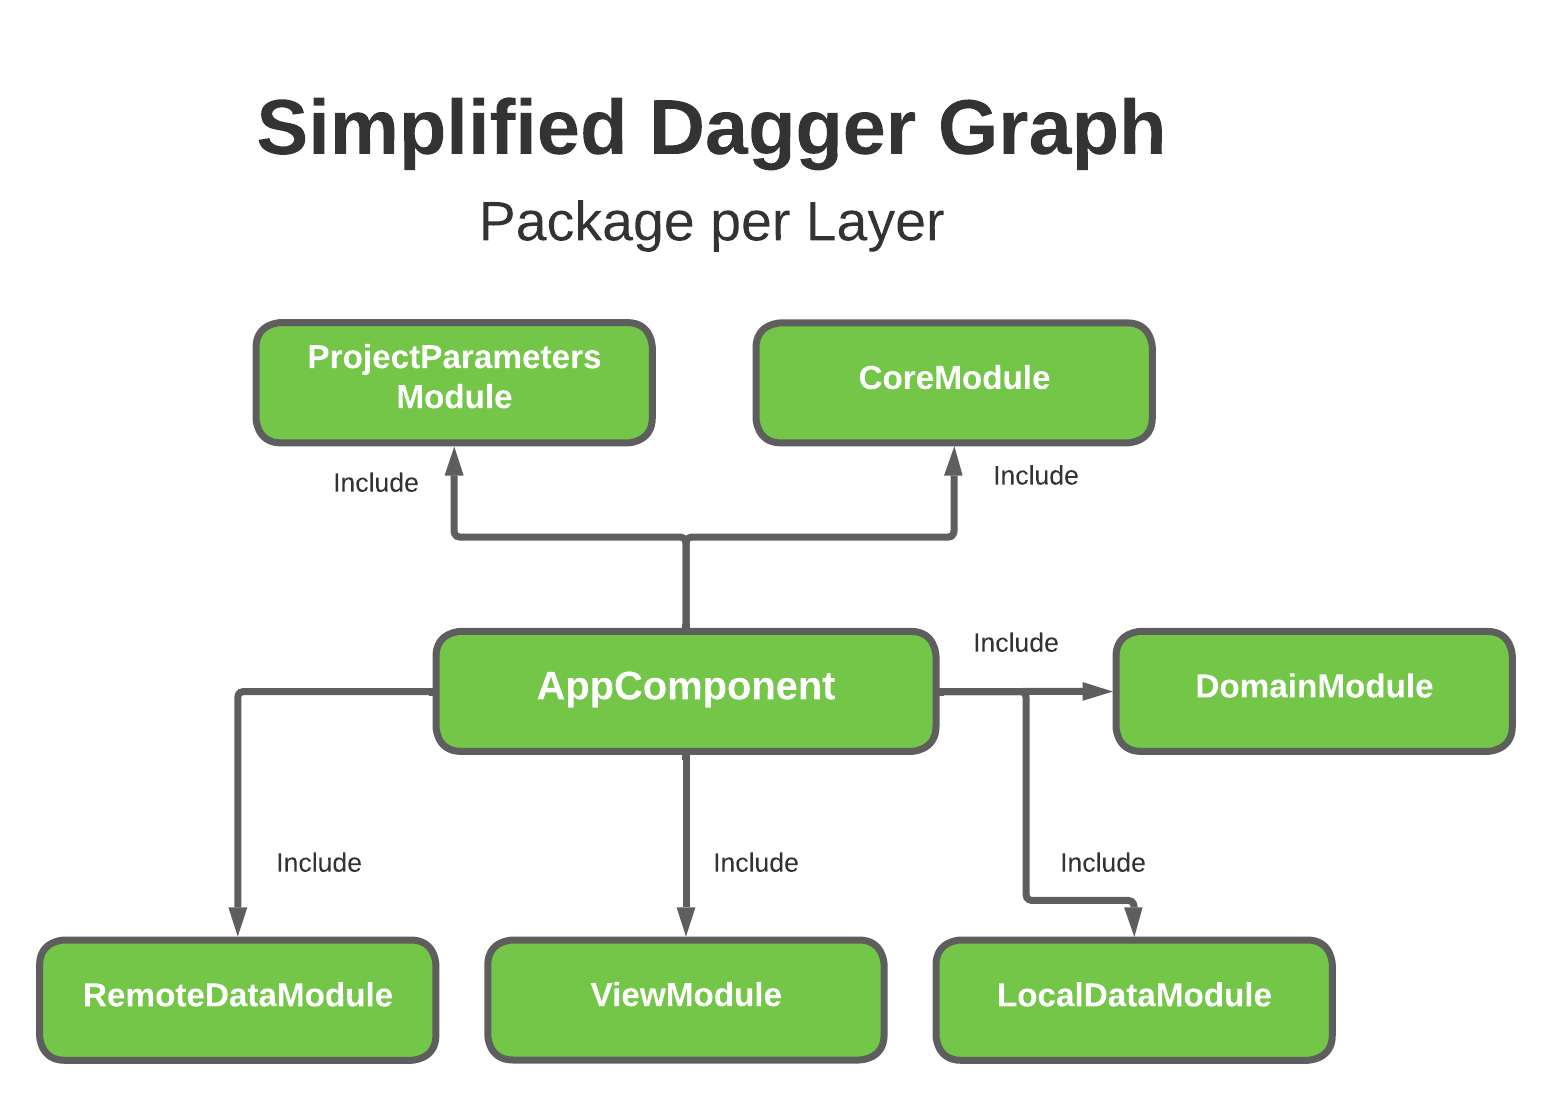 Simplified Dagger Graph
Package per Layer
ProjectParameters
Module
CoreModule
Include
Include
AppComponent
Include
DomainModule
Include
Include
Include
RemoteDataModule
ViewModule
LocalDataModule